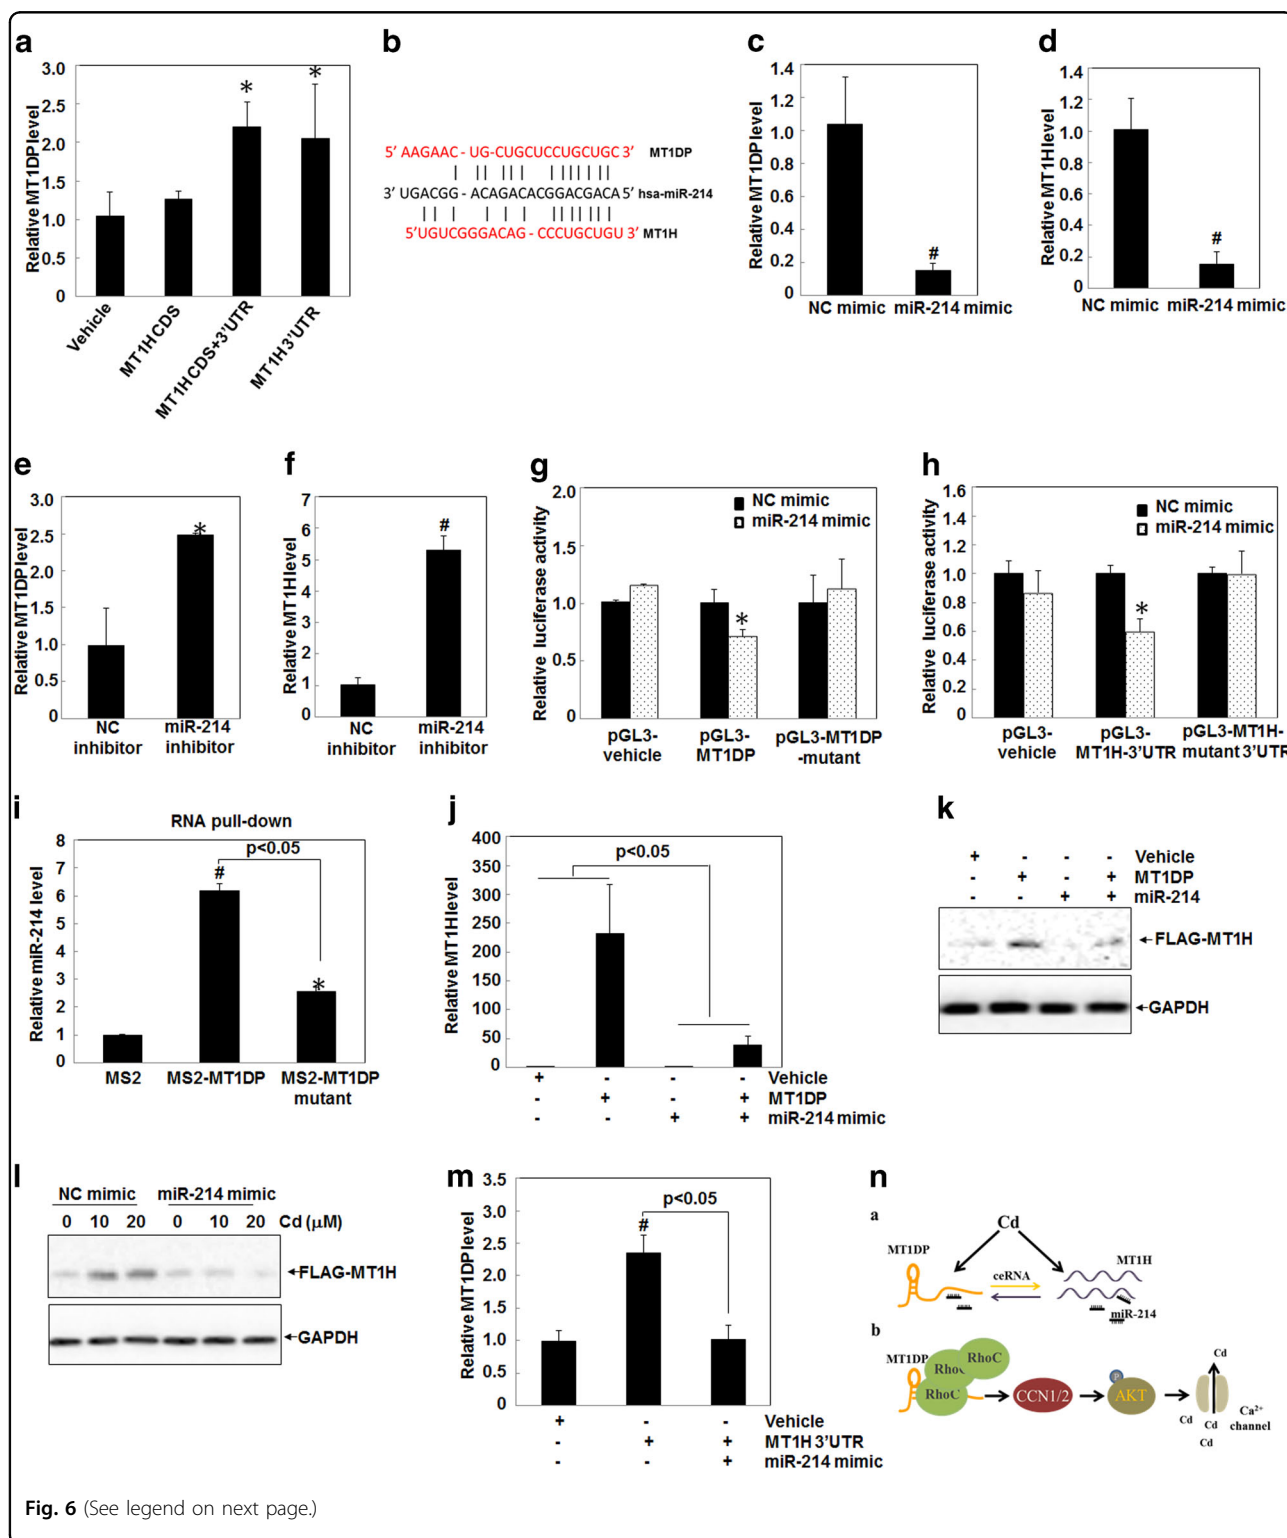 a
Relative MT1DP level
3.0
2.5
2.0
1.5
1.0
0.5
0
*
*
Vehicle
MT1H CDS
MT1H CDS+3'UTR
MT1H 3'UTR
b
5' AAGAAC - UG-CUGCUCCUGCUGC 3' MT1DP
3' UGACGG - ACAGACACGGACGACA 5' hsa-miR-214
5'UGUCGGGACAG - CCCUGCUGU 3' MT1H
c
Relative MT1DP level
1.4
1.2
1.0
0.8
0.6
0.4
0.2
0.0
#
NC mimic miR-214 mimic
d
Relative MT1H level
1.4
1.2
1.0
0.8
0.6
0.4
0.2
0.0
#
NC mimic miR-214 mimic
e
Relative MT1DP level
3.0
2.5
2.0
1.5
1.0
0.5
0.0
*
NC inhibitor
miR-214 inhibitor
f
Relative MT1H level
7
6
5
4
3
2
1
0
#
NC inhibitor
miR-214 inhibitor
g
Relative luciferase activity
2.0
1.5
1.0
0.5
0
NC mimic
miR-214 mimic
*
pGL3-vehicle
pGL3-MT1DP
pGL3-MT1DP-mutant
h
Relative luciferase activity
1.6
1.4
1.2
1.0
0.8
0.6
0.4
0.2
0
NC mimic
miR-214 mimic
*
pGL3-vehicle
pGL3-MT1H-3'UTR
pGL3-MT1H-mutant 3'UTR
i
RNA pull-down
Relative miR-214 level
8
7
6
5
4
3
2
1
0
p<0.05
#
*
MS2
MS2-MT1DP
MS2-MT1DP mutant
j
Relative MT1H level
400
350
300
250
200
150
100
50
0
p<0.05
+ - - - Vehicle
- + - + MT1DP
- - + + miR-214 mimic
k
+ - - - Vehicle
- + - + MT1DP
- - + + miR-214
FLAG-MT1H
GAPDH
l
NC mimic miR-214 mimic
0 10 20 0 10 20 Cd (μM)
FLAG-MT1H
GAPDH
m
Relative MT1DP level
3.5
3.0
2.5
2.0
1.5
1.0
0.5
0.0
p<0.05
#
+ - - Vehicle
- + + MT1H 3'UTR
- - + miR-214 mimic
n
a
Cd
MT1DP
MT1H
ceRNA
miR-214
b
MT1DP
RhoC
RhoC
RhoC
CCN1/2
P
AKT
Cd
Cd
Cd
Cd
Ca²⁺
channel
Fig. 6 (See legend on next page.)